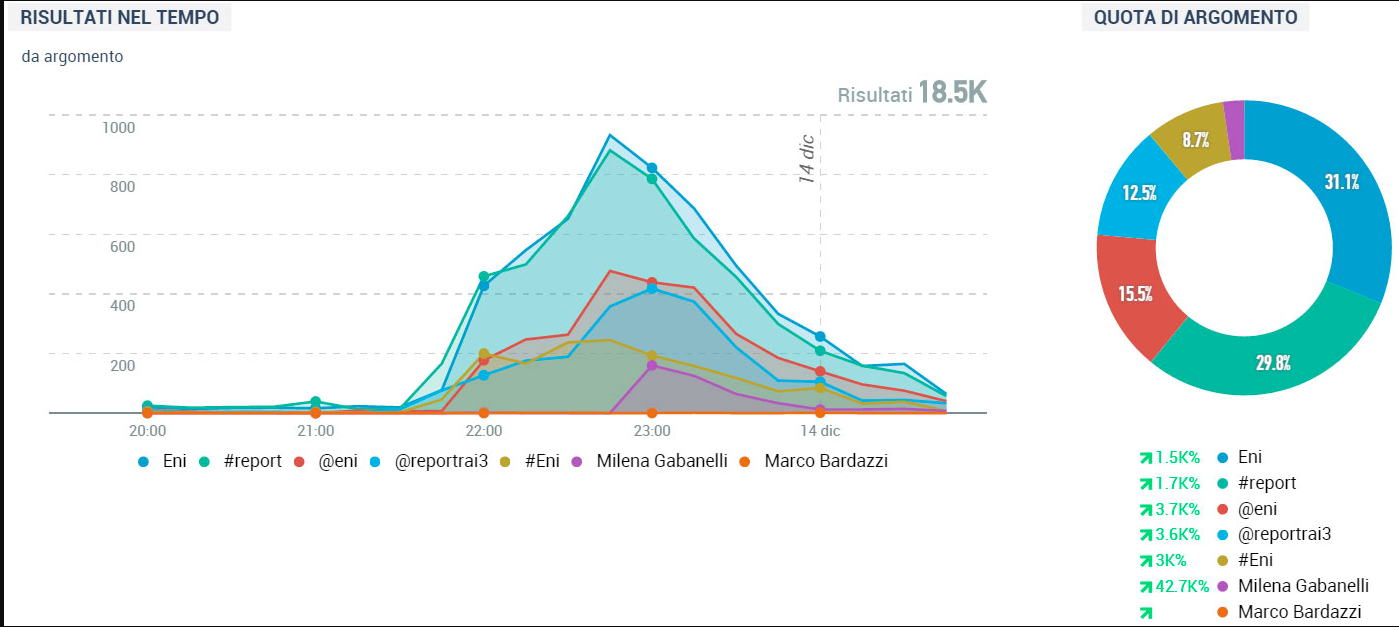 RISULTATI NEL TEMPO
da argomento
Risultati 18.5K
1000
800
600
400
200
14 dic
20:00 21:00 22:00 23:00 14 dic
Eni #report @eni @reportrai3 #Eni Milena Gabanelli Marco Bardazzi
QUOTA DI ARGOMENTO
31.1%
29.8%
15.5%
12.5%
8.7%
1.5K% Eni
1.7K% #report
3.7K% @eni
3.6K% @reportrai3
3K% #Eni
42.7K% Milena Gabanelli
Marco Bardazzi